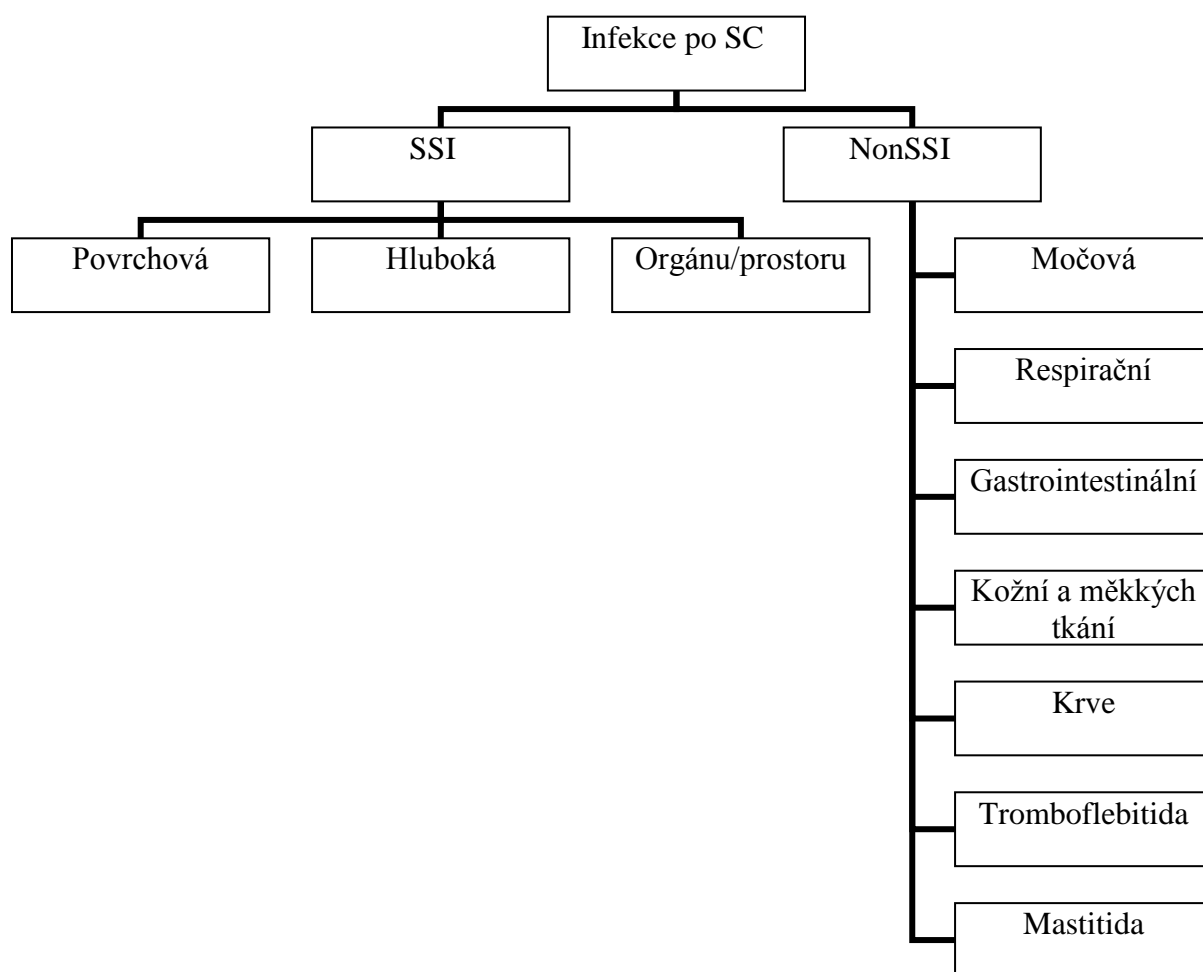 Infekce po SC
SSI
NonSSI
Povrchová
Hluboká
Orgánu/prostoru
Močová
Respirační
Gastrointestinální
Kožní a měkkých
tkání
Krve
Tromboflebitida
Mastitida